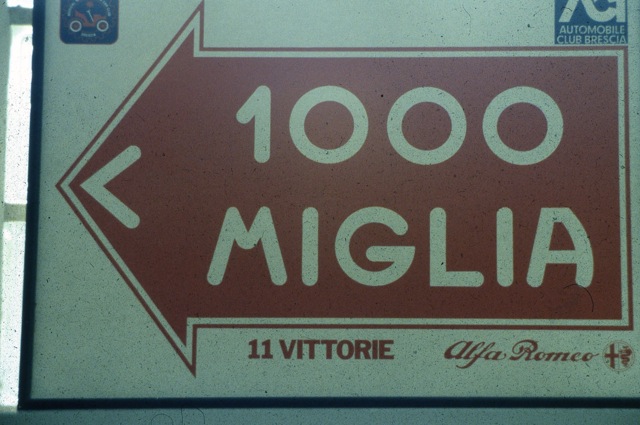 AUTOMOBILE
CLUB BRESCIA
<
1000
MIGLIA
11 VITTORIE
Alfa Romeo